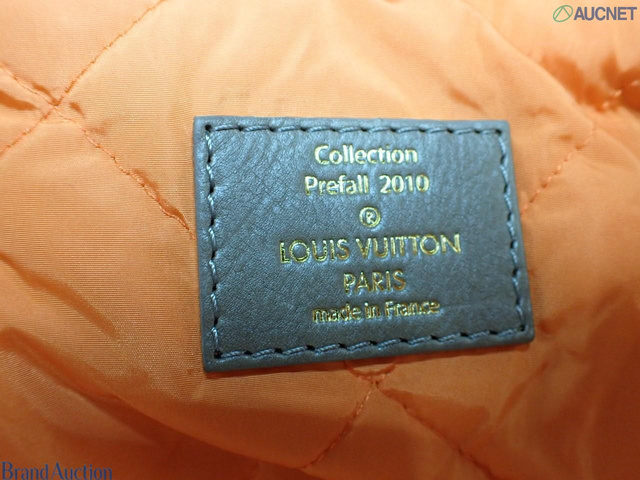 AUCNET
Collection
Prefall 2010
®
LOUIS VUITTON
PARIS
made in France
Brand Auction